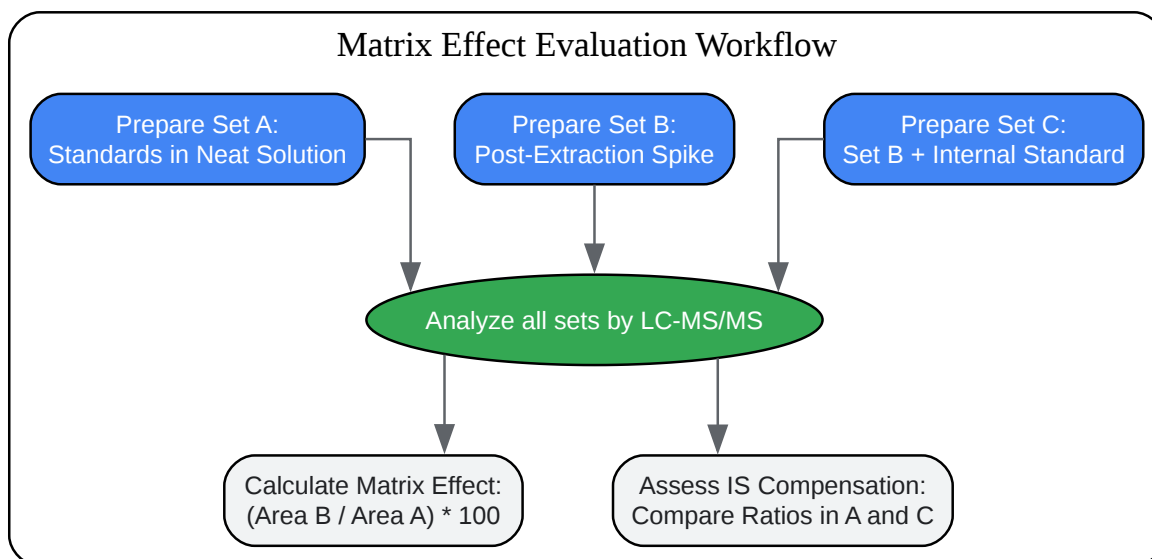 Matrix Effect Evaluation Workflow
Prepare Set A:
Standards in Neat Solution
Prepare Set B:
Post-Extraction Spike
Prepare Set C:
Set B + Internal Standard
Analyze all sets by LC-MS/MS
Calculate Matrix Effect:
(Area B / Area A) * 100
Assess IS Compensation:
Compare Ratios in A and C